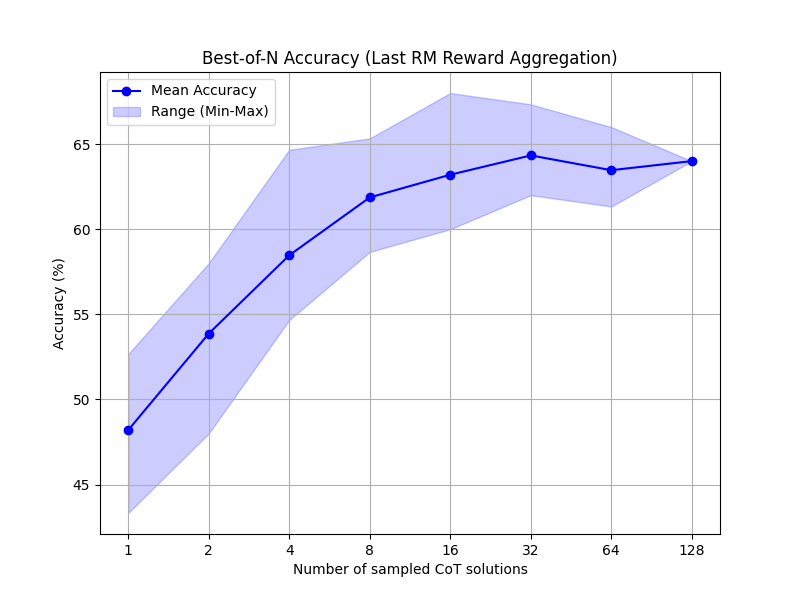 Best-of-N Accuracy (Last RM Reward Aggregation)
Mean Accuracy
Range (Min-Max)
Accuracy (%)
65
60
55
50
45
1 2 4 8 16 32 64 128
Number of sampled CoT solutions